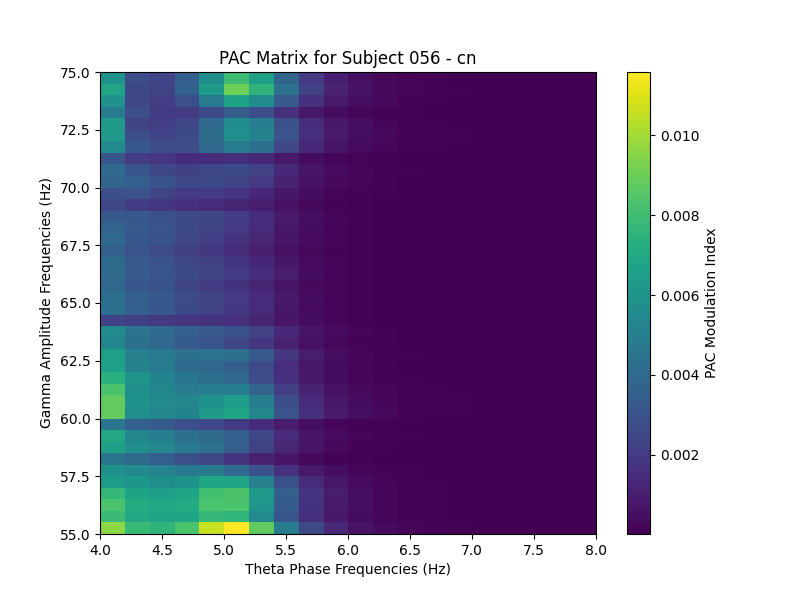 PAC Matrix for Subject 056 - cn
75.0
72.5
70.0
67.5
65.0
62.5
60.0
57.5
55.0
Gamma Amplitude Frequencies (Hz)
4.0 4.5 5.0 5.5 6.0 6.5 7.0 7.5 8.0
Theta Phase Frequencies (Hz)
0.010
0.008
0.006
0.004
0.002
PAC Modulation Index